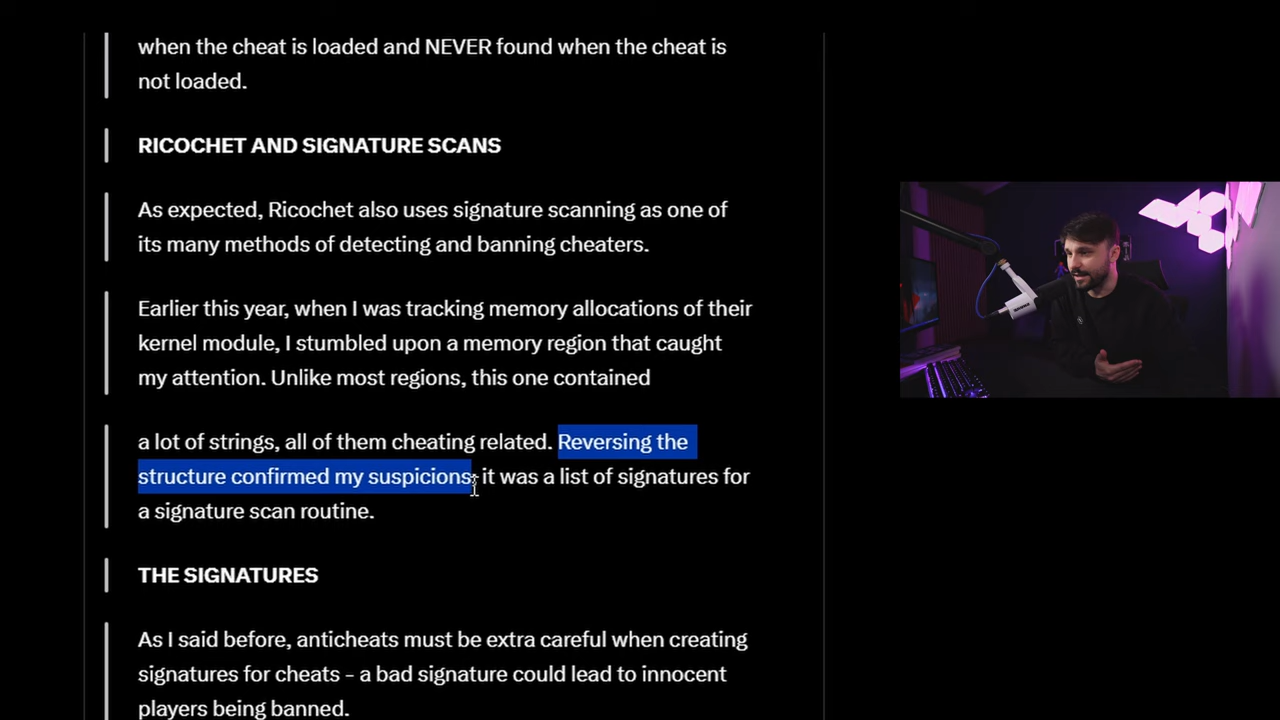 when the cheat is loaded and NEVER found when the cheat is
not loaded.
RICOCHET AND SIGNATURE SCANS
As expected, Ricochet also uses signature scanning as one of
its many methods of detecting and banning cheaters.
Earlier this year, when I was tracking memory allocations of their
kernel module, I stumbled upon a memory region that caught
my attention. Unlike most regions, this one contained
a lot of strings, all of them cheating related. Reversing the
structure confirmed my suspicions; it was a list of signatures for
a signature scan routine.
THE SIGNATURES
As I said before, anticheats must be extra careful when creating
signatures for cheats – a bad signature could lead to innocent
players being banned.